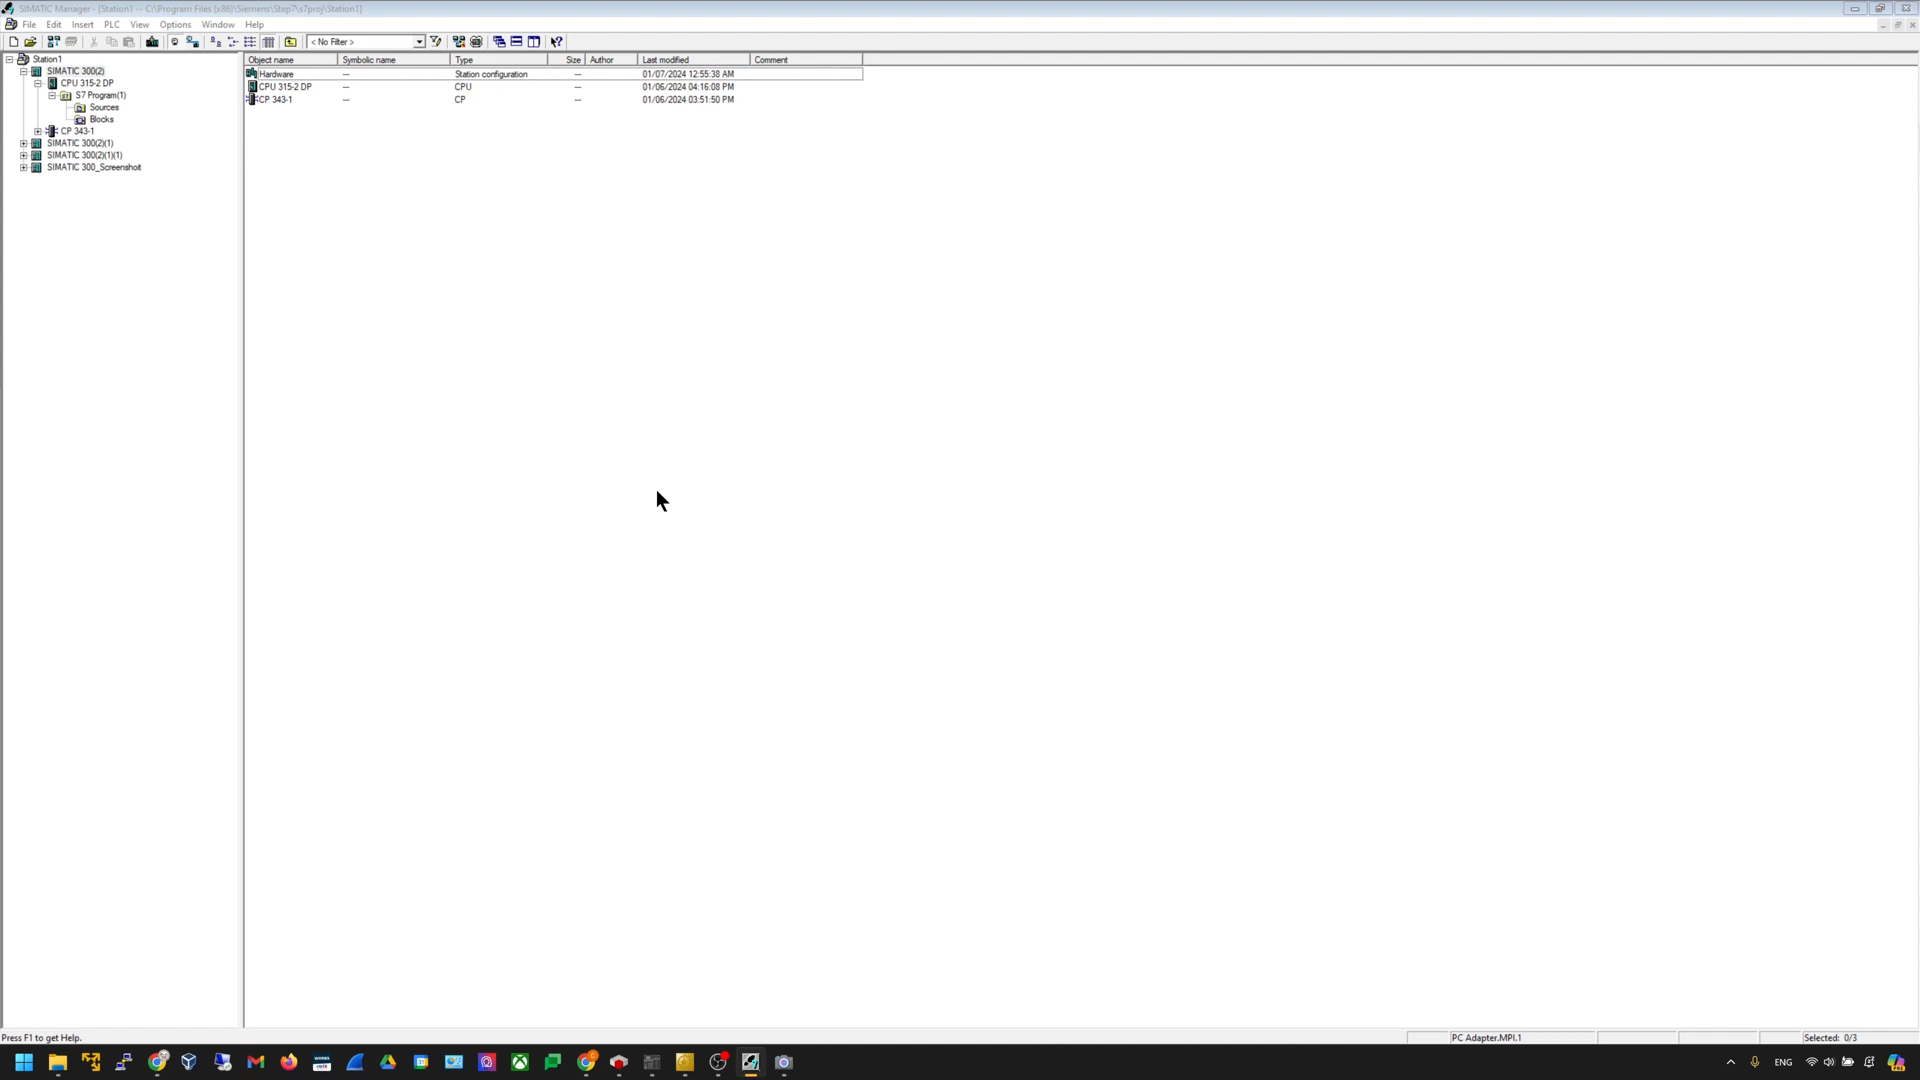 SIMATIC Manager - [Station1 -- C:\Program Files (x86)\Siemens\Step7\s7proj\Station1]
File Edit Insert PLC View Options Window Help
< No Filter >
Station1
SIMATIC 300(2)
CPU 315-2 DP
S7 Program(1)
Sources
Blocks
CP 343-1
SIMATIC 300(2)(1)
SIMATIC 300(2)(1)(1)
SIMATIC 300_Screenshoit
Object name Symbolic name Type Size Author Last modified Comment
Hardware --- Station configuration --- 01/07/2024 12:55:38 AM
CPU 315-2 DP --- CPU --- 01/06/2024 04:16:08 PM
CP 343-1 --- CP --- 01/06/2024 03:51:50 PM
Press F1 to get Help. PC Adapter.MPI.1 Selected: 0/3
ENG